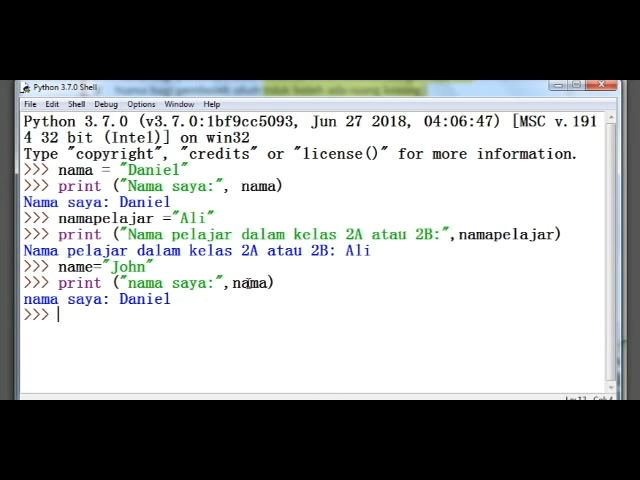 Python 3.7.0 Shell
File Edit Shell Debug Options Window Help
Python 3.7.0 (v3.7.0:1bf9cc5093, Jun 27 2018, 04:06:47) [MSC v.191
4 32 bit (Intel)] on win32
Type "copyright", "credits" or "license()" for more information.
>>> nama = "Daniel"
>>> print ("Nama saya:", nama)
Nama saya: Daniel
>>> namapelajar ="Ali"
>>> print ("Nama pelajar dalam kelas 2A atau 2B:",namapelajar)
Nama pelajar dalam kelas 2A atau 2B: Ali
>>> name="John"
>>> print ("nama saya:",nama)
nama saya: Daniel
>>>